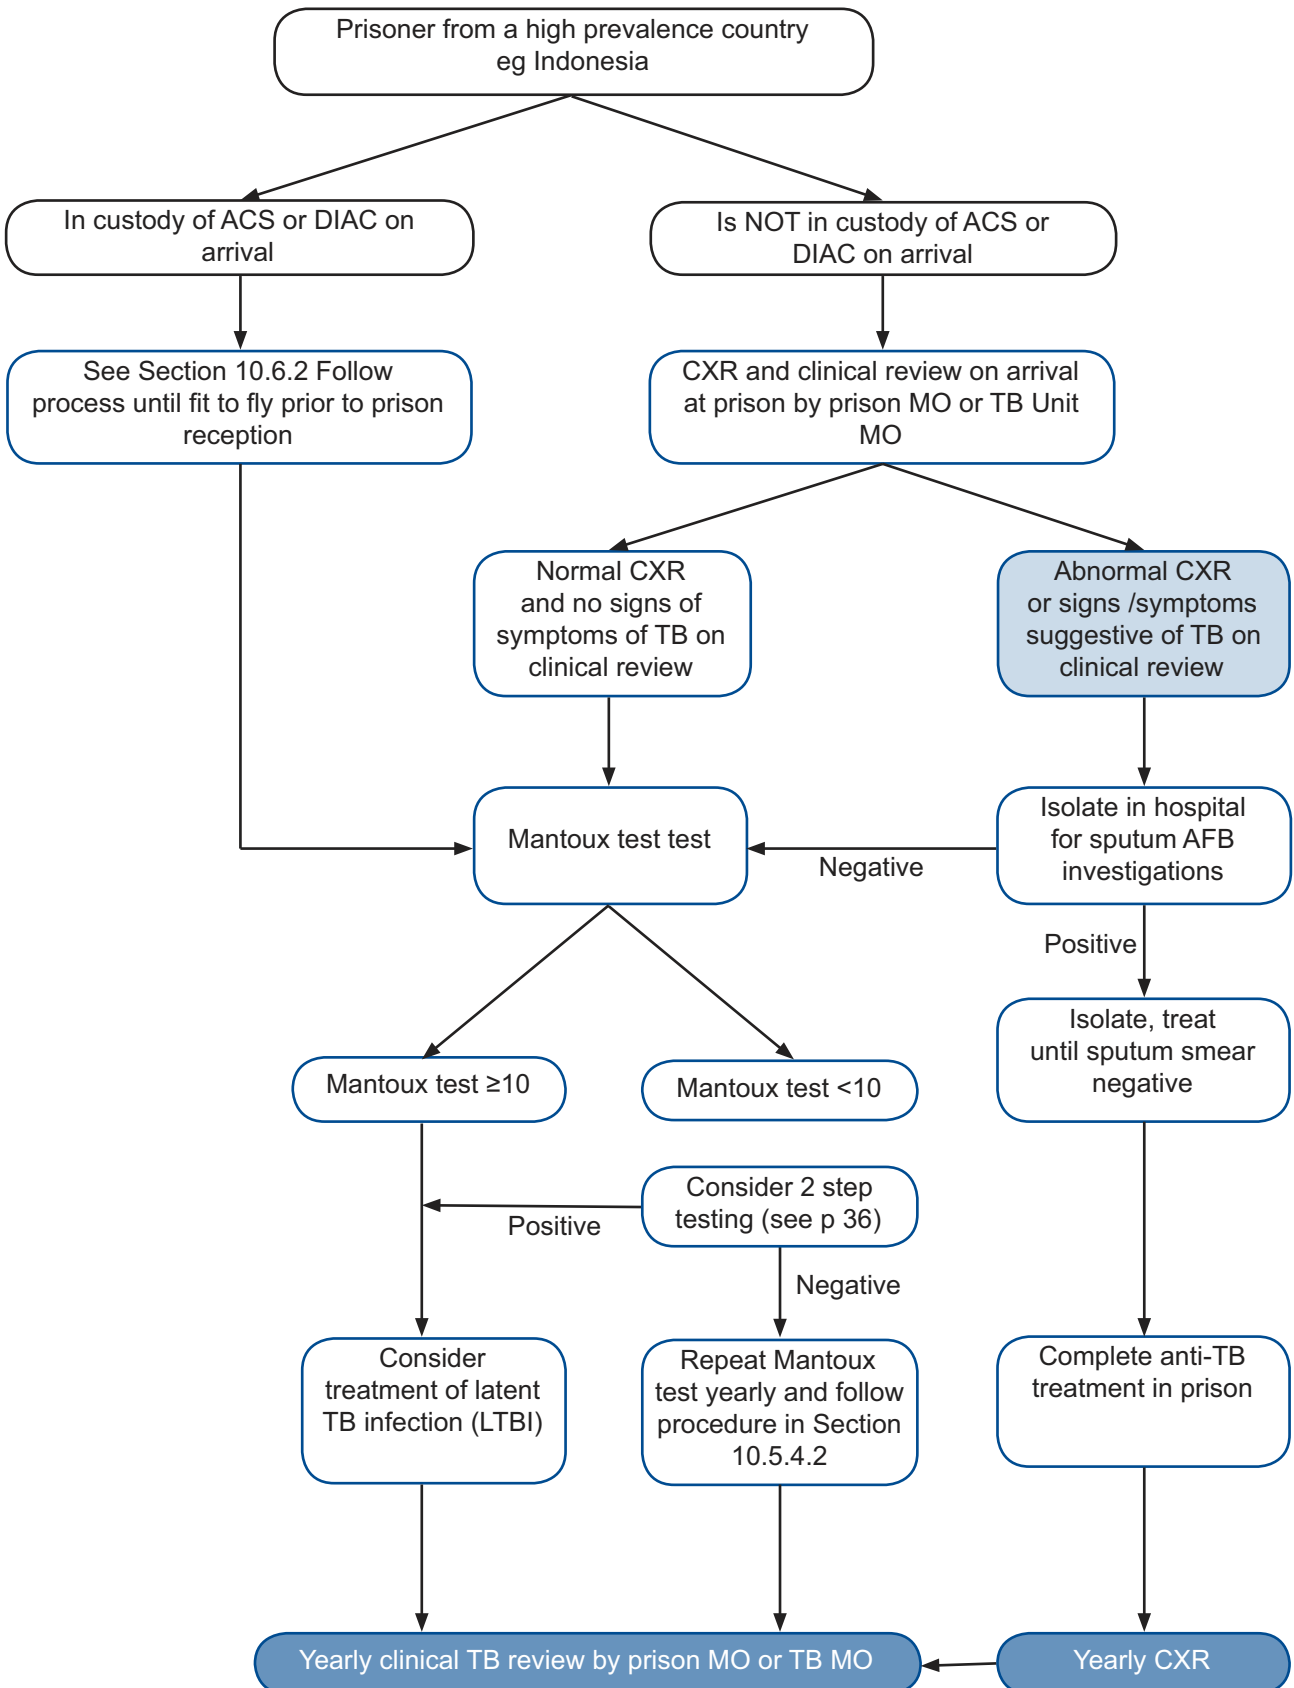 Prisoner from a high prevalence country
eg Indonesia
In custody of ACS or DIAC on
arrival
Is NOT in custody of ACS or
DIAC on arrival
See Section 10.6.2 Follow
process until fit to fly prior to prison
reception
CXR and clinical review on arrival
at prison by prison MO or TB Unit
MO
Normal CXR
and no signs of
symptoms of TB on
clinical review
Abnormal CXR
or signs /symptoms
suggestive of TB on
clinical review
Mantoux test test
Negative
Isolate in hospital
for sputum AFB
investigations
Positive
Isolate, treat
until sputum smear
negative
Mantoux test ≥10
Mantoux test <10
Consider 2 step
testing (see p 36)
Positive
Negative
Consider
treatment of latent
TB infection (LTBI)
Repeat Mantoux
test yearly and follow
procedure in Section
10.5.4.2
Complete anti-TB
treatment in prison
Yearly clinical TB review by prison MO or TB MO
Yearly CXR